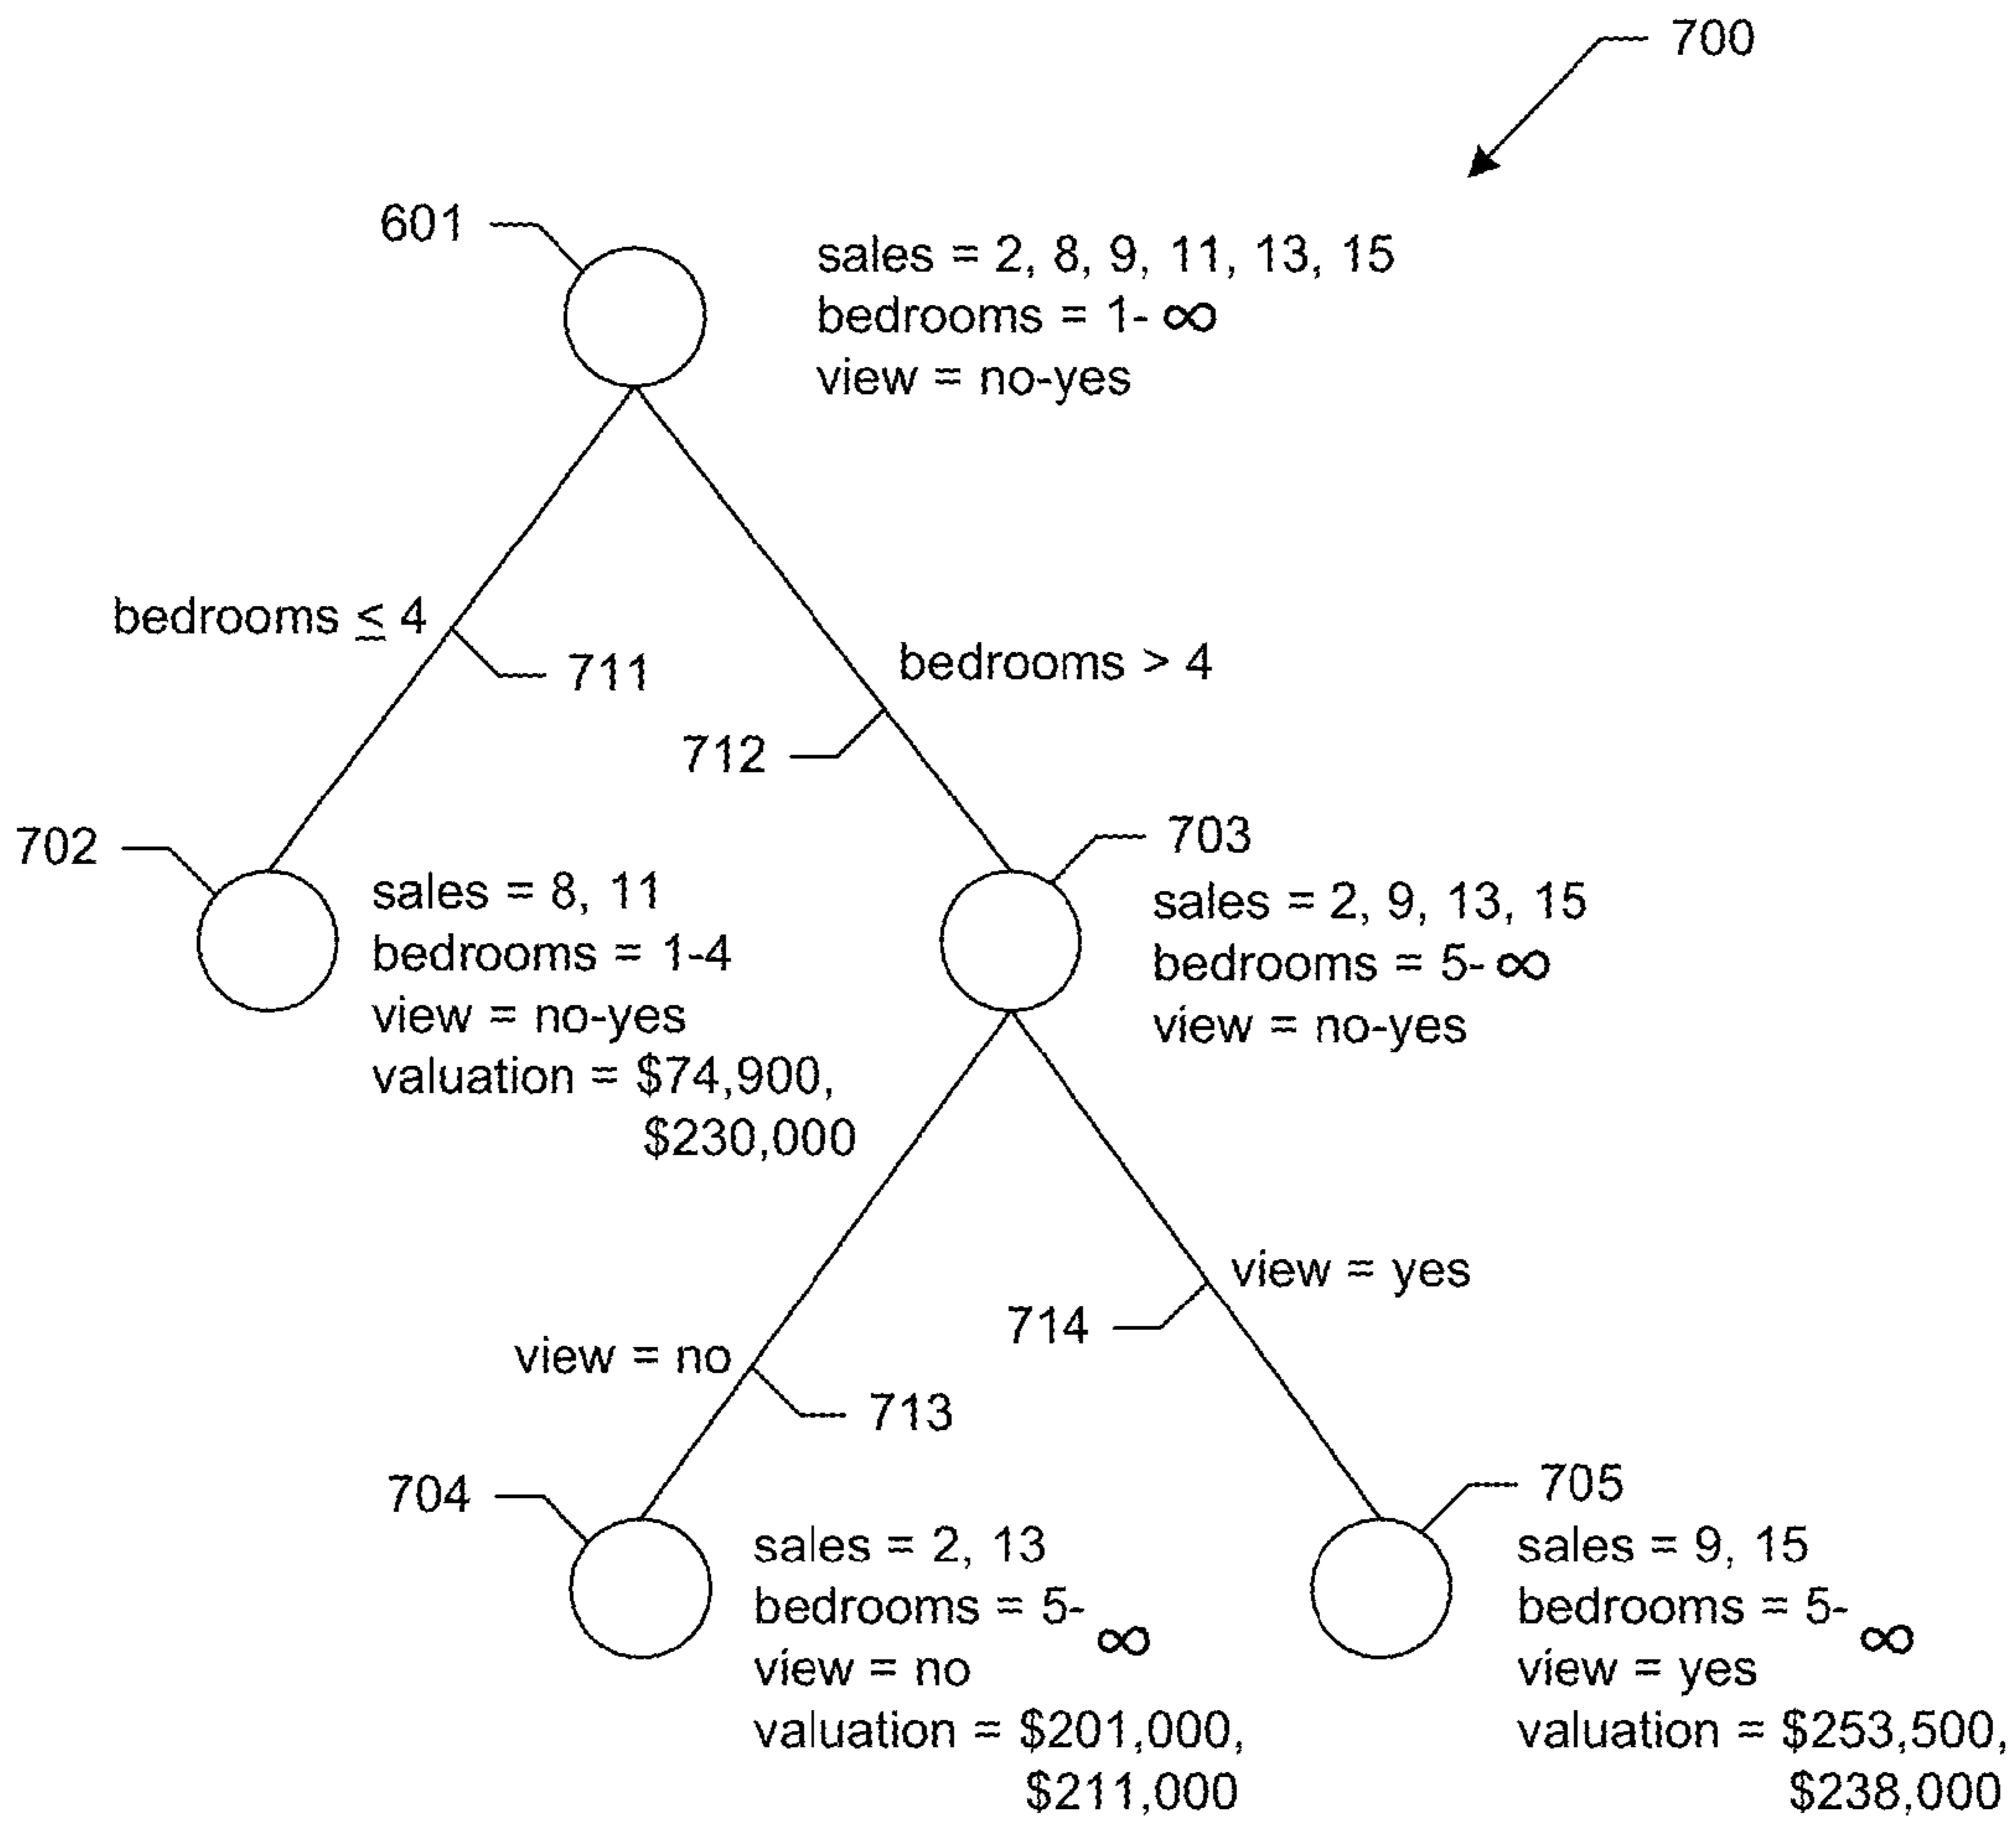 700
601
sales = 2, 8, 9, 11, 13, 15
bedrooms = 1-∞
view = no-yes
bedrooms ≤ 4
711
bedrooms > 4
712
702
sales = 8, 11
bedrooms = 1-4
view = no-yes
valuation = $74,900,
$230,000
703
sales = 2, 9, 13, 15
bedrooms = 5-∞
view = no-yes
view = yes
714
view = no
713
704
sales = 2, 13
bedrooms = 5-∞
view = no
valuation = $201,000,
$211,000
705
sales = 9, 15
bedrooms = 5-∞
view = yes
valuation = $253,500,
$238,000